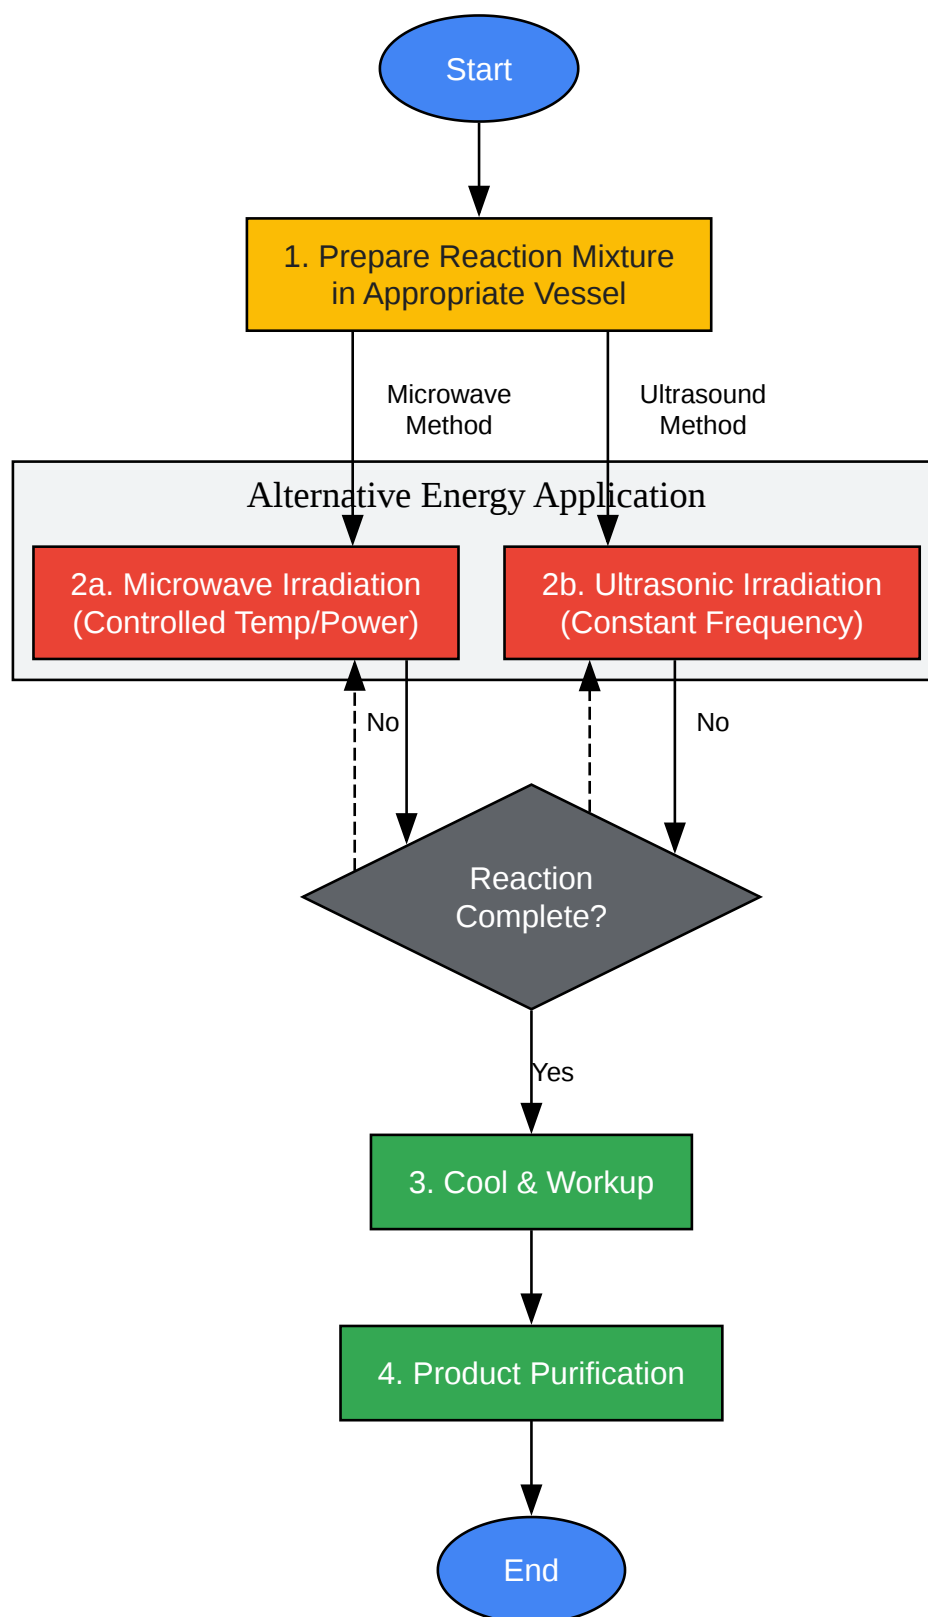 Start
1. Prepare Reaction Mixture
in Appropriate Vessel
Microwave
Method
Ultrasound
Method
Alternative Energy Application
2a. Microwave Irradiation
(Controlled Temp/Power)
2b. Ultrasonic Irradiation
(Constant Frequency)
No
No
Reaction
Complete?
Yes
3. Cool & Workup
4. Product Purification
End